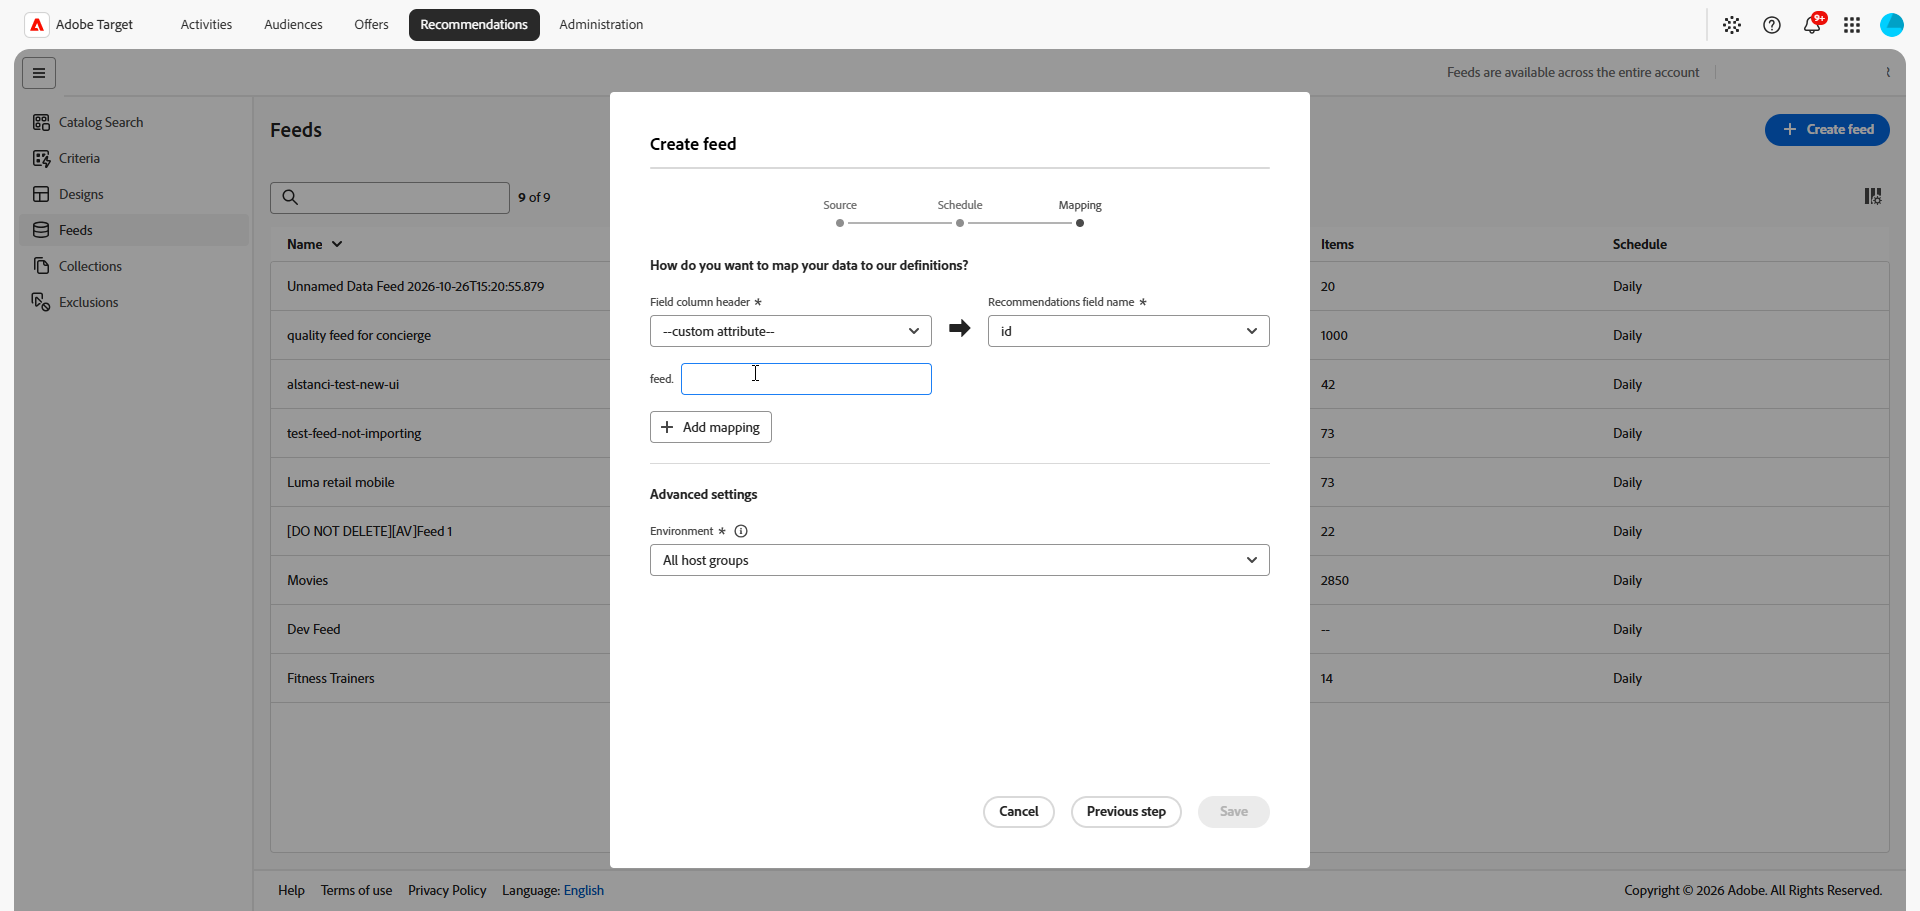 Adobe Target
Activities
Audiences
Offers
Recommendations
Administration
9+
Feeds are available across the entire account
Catalog Search
Criteria
Designs
Feeds
Collections
Exclusions
Feeds
Create feed
9 of 9
Name
Items
Schedule
Unnamed Data Feed 2026-10-26T15:20:55.879
20
Daily
quality feed for concierge
1000
Daily
alstanci-test-new-ui
42
Daily
test-feed-not-importing
73
Daily
Luma retail mobile
73
Daily
[DO NOT DELETE][AV]Feed 1
22
Daily
Movies
2850
Daily
Dev Feed
--
Daily
Fitness Trainers
14
Daily
Create feed
Source
Schedule
Mapping
How do you want to map your data to our definitions?
Field column header *
Recommendations field name *
--custom attribute--
id
feed.
Add mapping
Advanced settings
Environment *
All host groups
Cancel
Previous step
Save
Help
Terms of use
Privacy Policy
Language: English
Copyright © 2026 Adobe. All Rights Reserved.